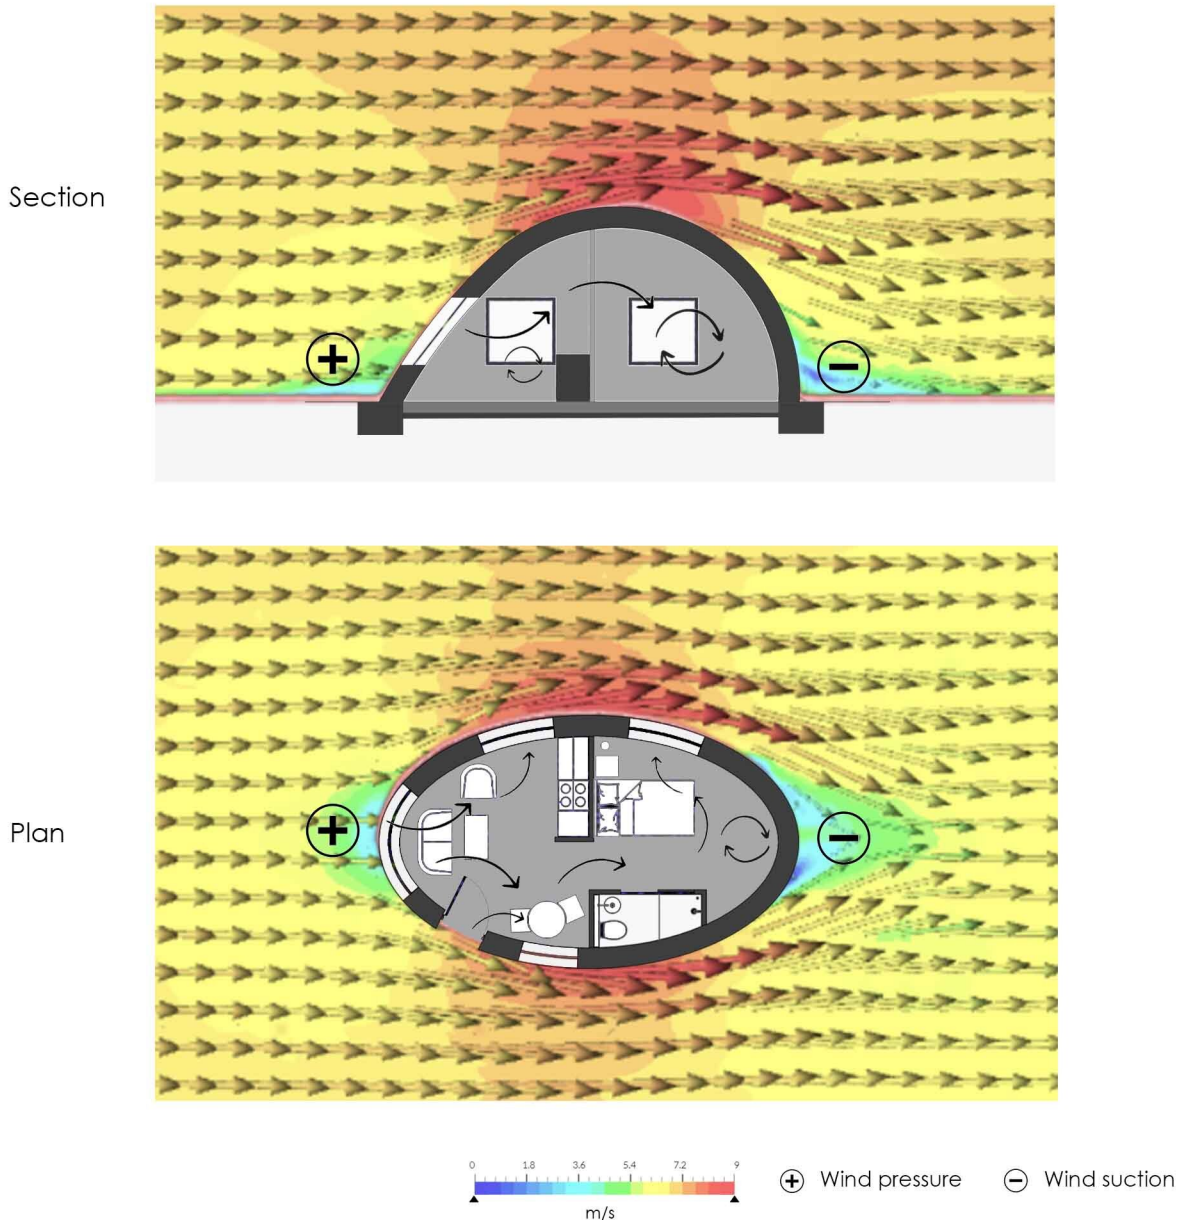 Section
Plan
0 1.8 3.6 5.4 7.2 9
m/s
Wind pressure
Wind suction